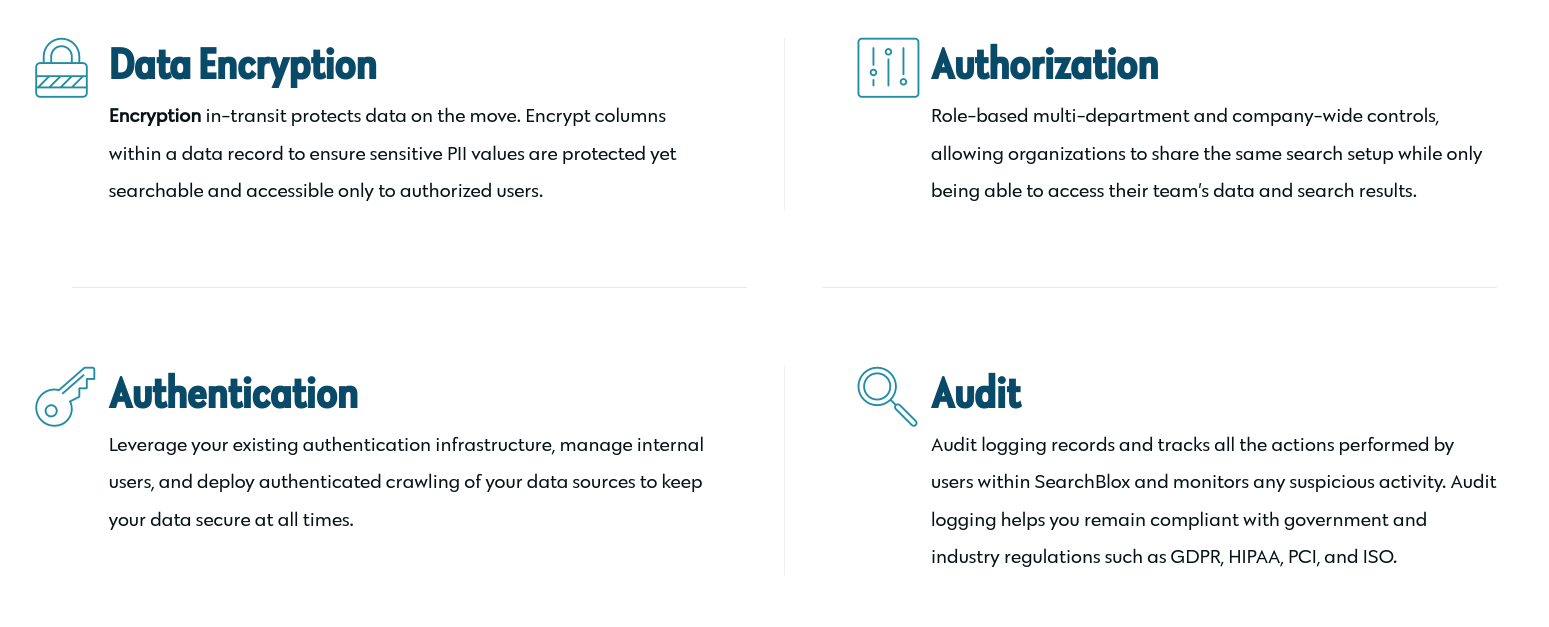 Data Encryption
Encryption in-transit protects data on the move. Encrypt columns
within a data record to ensure sensitive PII values are protected yet
searchable and accessible only to authorized users.
Authorization
Role-based multi-department and company-wide controls,
allowing organizations to share the same search setup while only
being able to access their team's data and search results.
Authentication
Leverage your existing authentication infrastructure, manage internal
users, and deploy authenticated crawling of your data sources to keep
your data secure at all times.
Audit
Audit logging records and tracks all the actions performed by
users within SearchBlox and monitors any suspicious activity. Audit
logging helps you remain compliant with government and
industry regulations such as GDPR, HIPAA, PCI, and ISO.